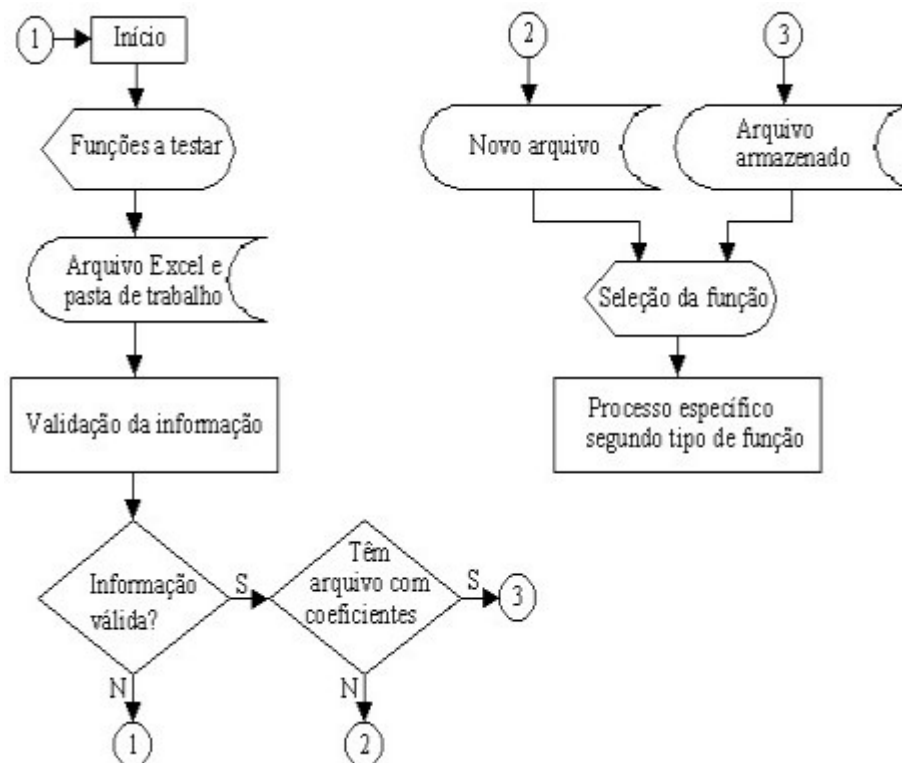 1
Início
Funções a testar
Arquivo Excel e
pasta de trabalho
Validação da informação
Informação
válida?
S
N
1
Têm
arquivo com
coeficientes
S
3
N
2
2
Novo arquivo
3
Arquivo
armazenado
Seleção da função
Processo específico
segundo tipo de função